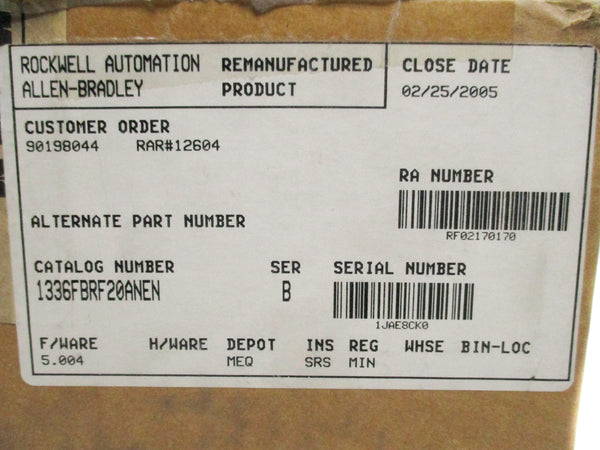 ROCKWELL AUTOMATION REMANUFACTURED
ALLEN-BRADLEY PRODUCT
CLOSE DATE
02/25/2005
CUSTOMER ORDER
90198044 RAR#12604
RA NUMBER
RF02170170
ALTERNATE PART NUMBER
CATALOG NUMBER SER SERIAL NUMBER
1336FBRF20ANEN B
1JAE8CK0
F/WARE H/WARE DEPOT INS REG WHSE BIN-LOC
5.004 MEQ SRS MIN